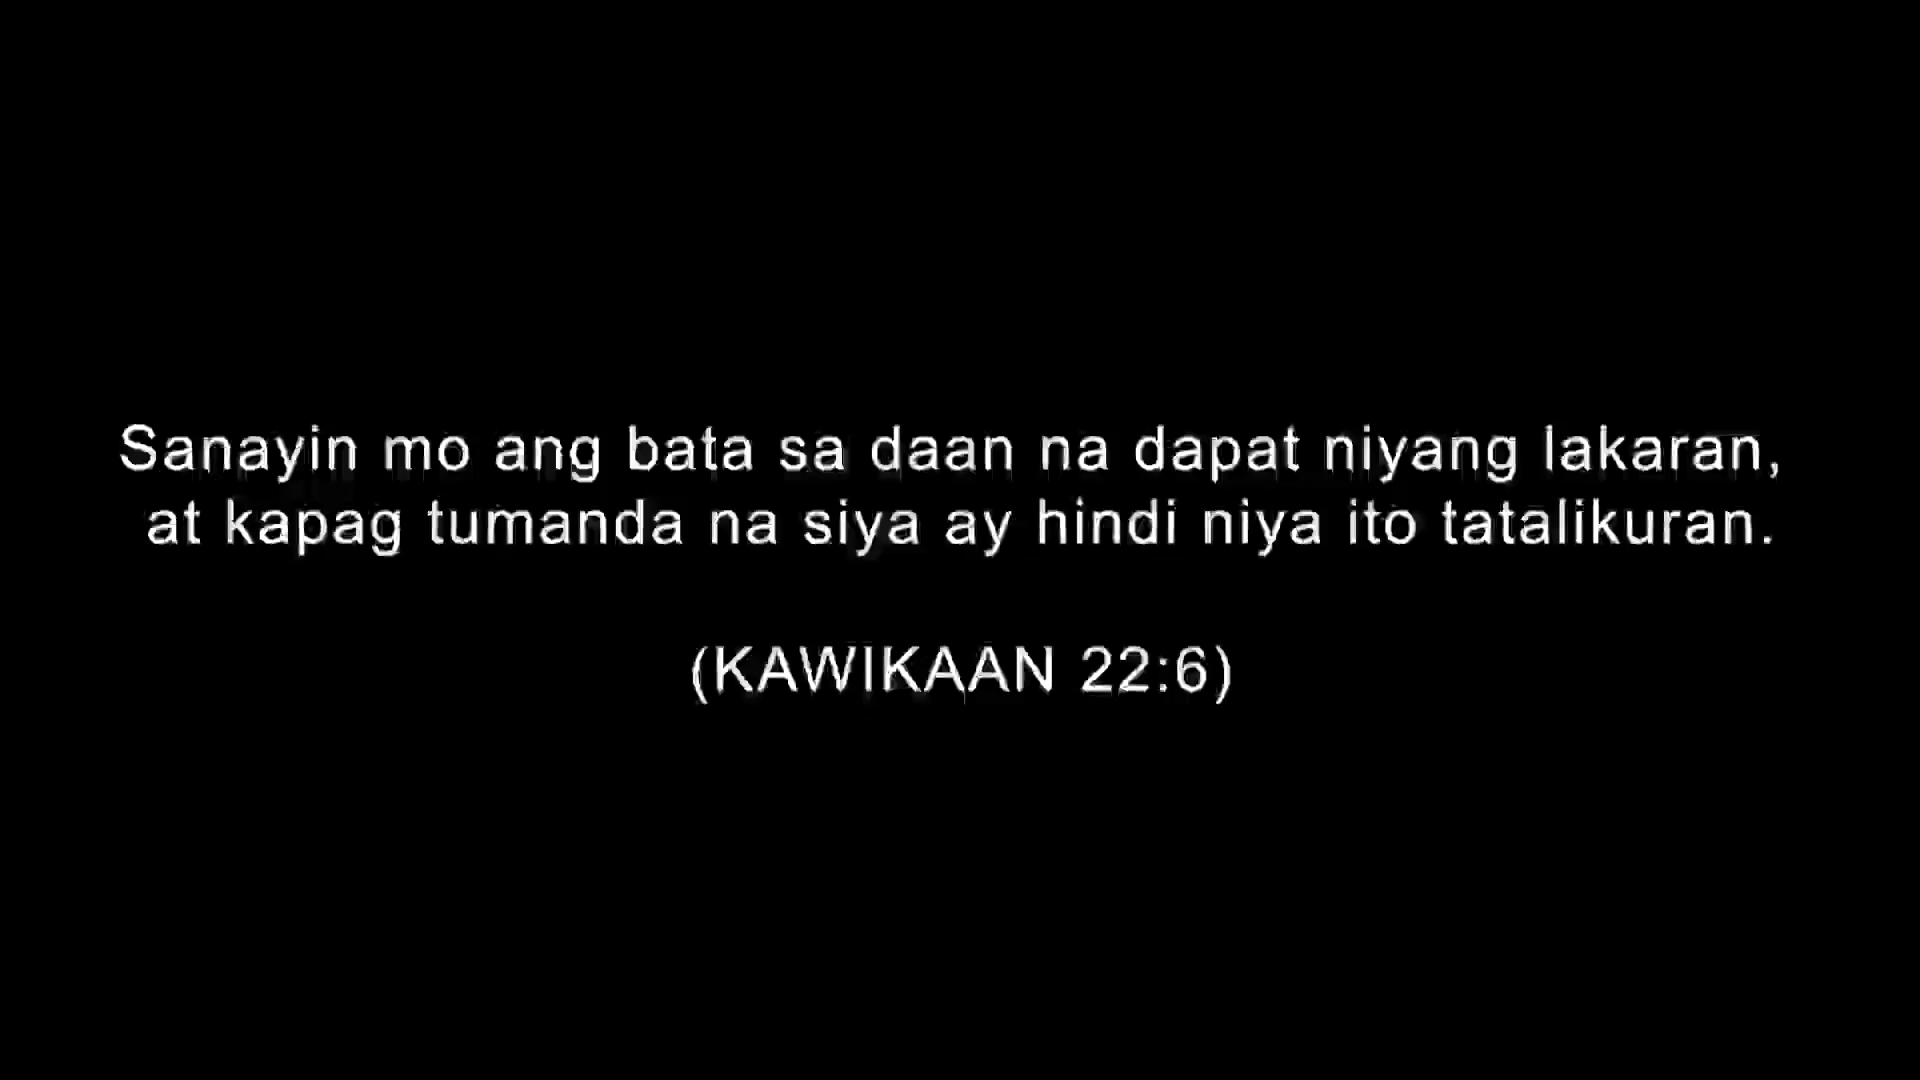 Sanayin mo ang bata sa daan na dapat niyang lakaran,
at kapag tumanda na siya ay hindi niya ito tatalikuran.
(KAWIKAAN 22:6)